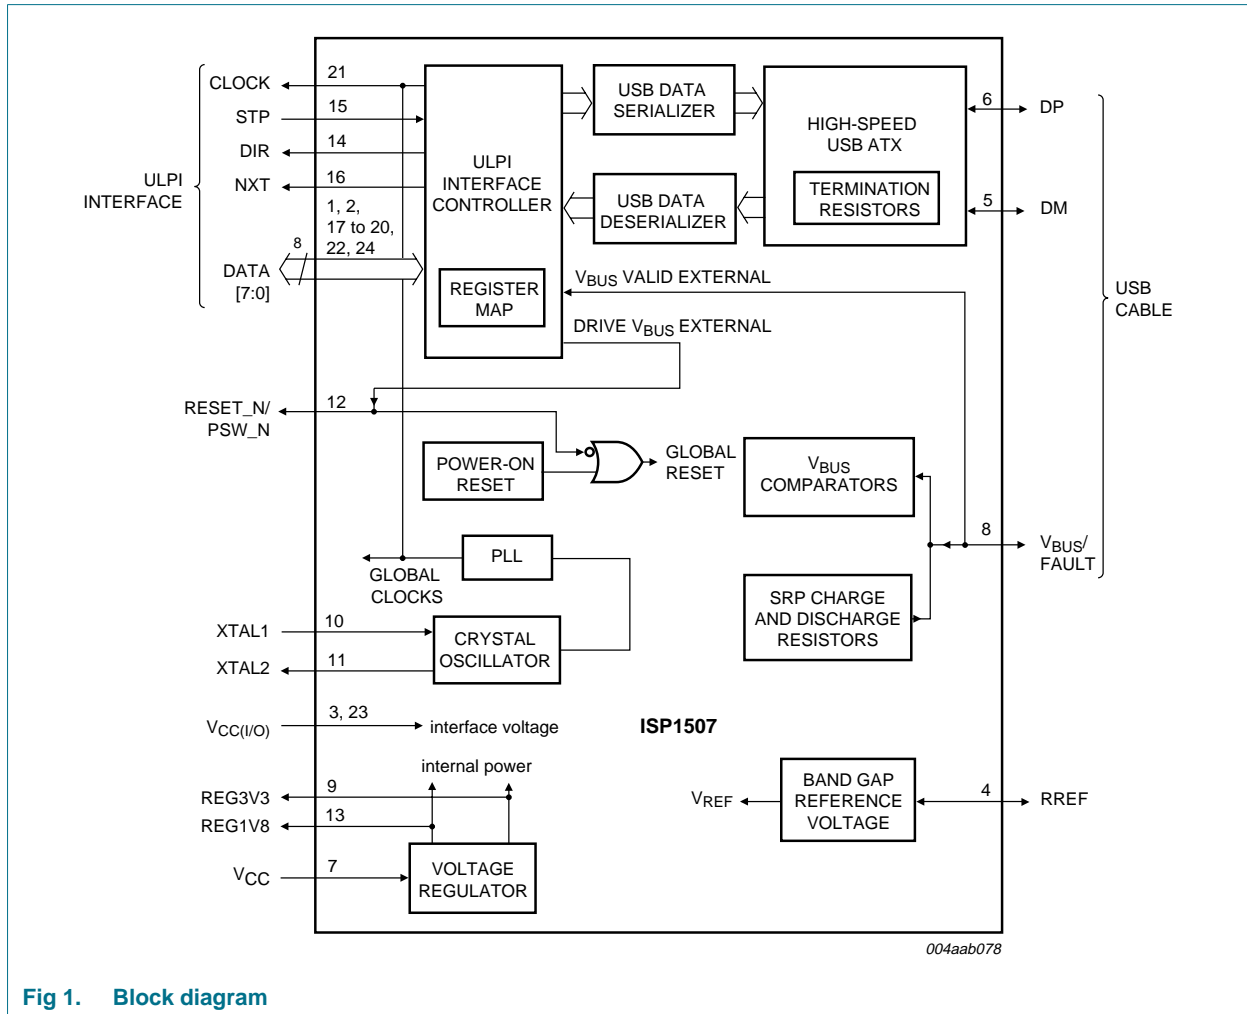 CLOCK
21
STP
15
DIR
14
NXT
16
ULPI
INTERFACE
1, 2,
17 to 20,
22, 24
8
DATA
[7:0]
ULPI
INTERFACE
CONTROLLER
REGISTER
MAP
USB DATA
SERIALIZER
USB DATA
DESERIALIZER
HIGH-SPEED
USB ATX
TERMINATION
RESISTORS
6
DP
5
DM
USB
CABLE
VBUS VALID EXTERNAL
DRIVE VBUS EXTERNAL
RESET_N/
PSW_N
12
POWER-ON
RESET
GLOBAL
RESET
VBUS
COMPARATORS
8
VBUS/
FAULT
PLL
GLOBAL
CLOCKS
SRP CHARGE
AND DISCHARGE
RESISTORS
XTAL1
10
XTAL2
11
CRYSTAL
OSCILLATOR
VCC(I/O)
3, 23
interface voltage
ISP1507
internal power
REG3V3
9
REG1V8
13
VCC
7
VOLTAGE
REGULATOR
VREF
BAND GAP
REFERENCE
VOLTAGE
4
RREF
004aab078
Fig 1. Block diagram